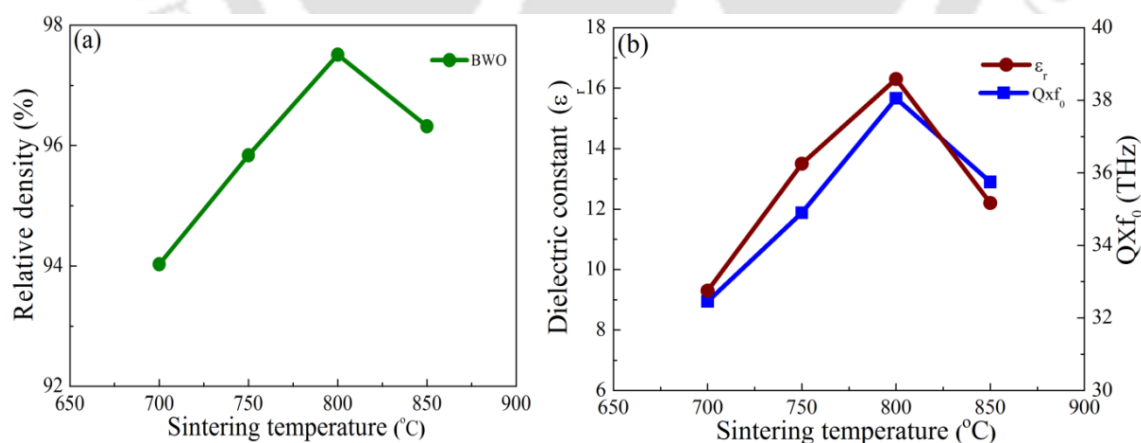 (a)
BWO
Relative density (%)
98
96
94
92
650 700 750 800 850 900
Sintering temperature (°C)
(b)
εr
Qxf0
Dielectric constant (εr)
18
16
14
12
10
8
6
40
38
36
34
32
30
QXf0 (THz)
650 700 750 800 850 900
Sintering temperature (°C)